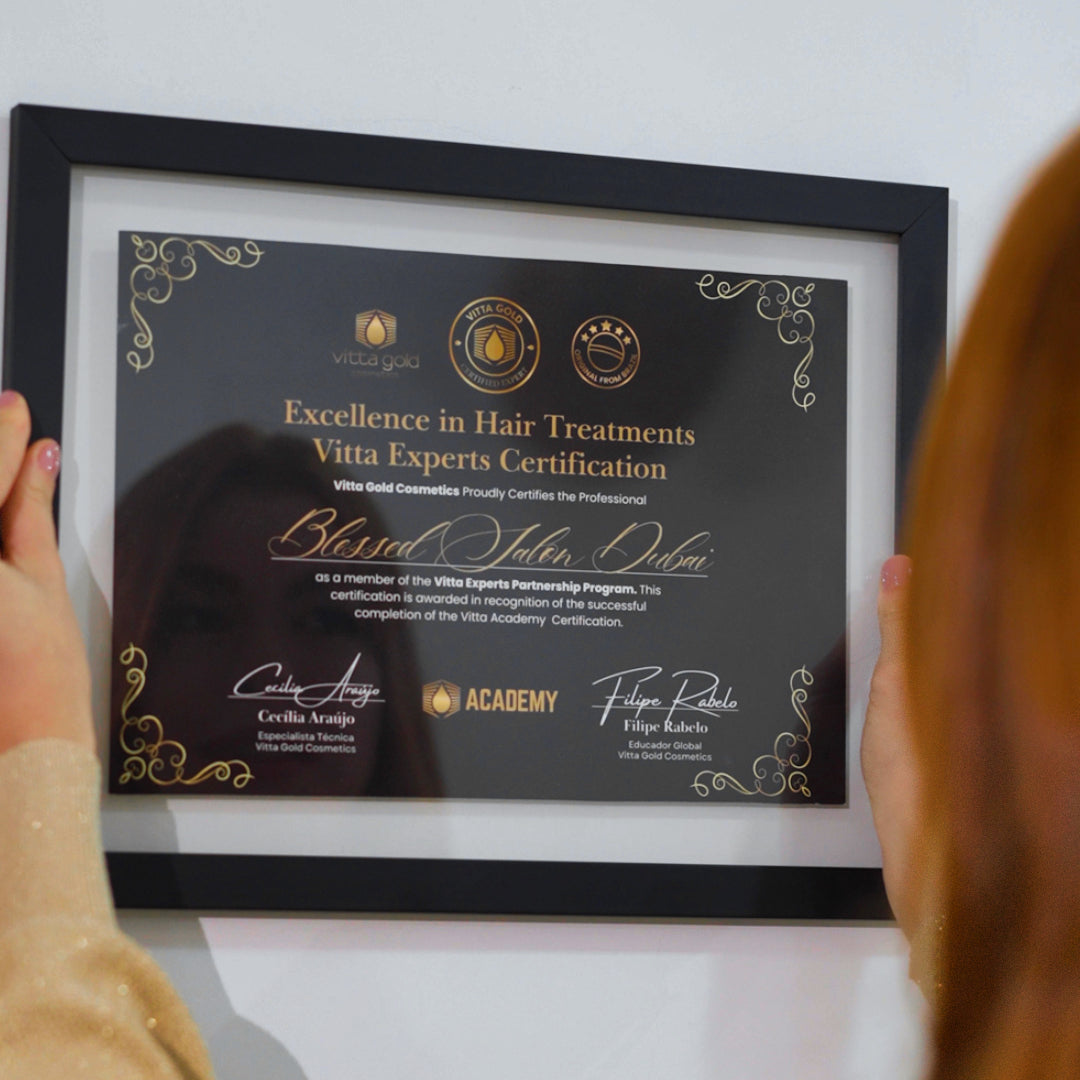 vitta gold
COSMETICS
VITTA GOLD
CERTIFIED EXPERT
ORIGINAL FROM BRAZIL
Excellence in Hair Treatments
Vitta Experts Certification
Vitta Gold Cosmetics Proudly Certifies the Professional
Blessed Salon Dubai
as a member of the Vitta Experts Partnership Program. This
certification is awarded in recognition of the successful
completion of the Vitta Academy Certification.
Cecília Araújo
Cecília Araújo
Especialista Técnica
Vitta Gold Cosmetics
ACADEMY
Filipe Rabelo
Filipe Rabelo
Educador Global
Vitta Gold Cosmetics